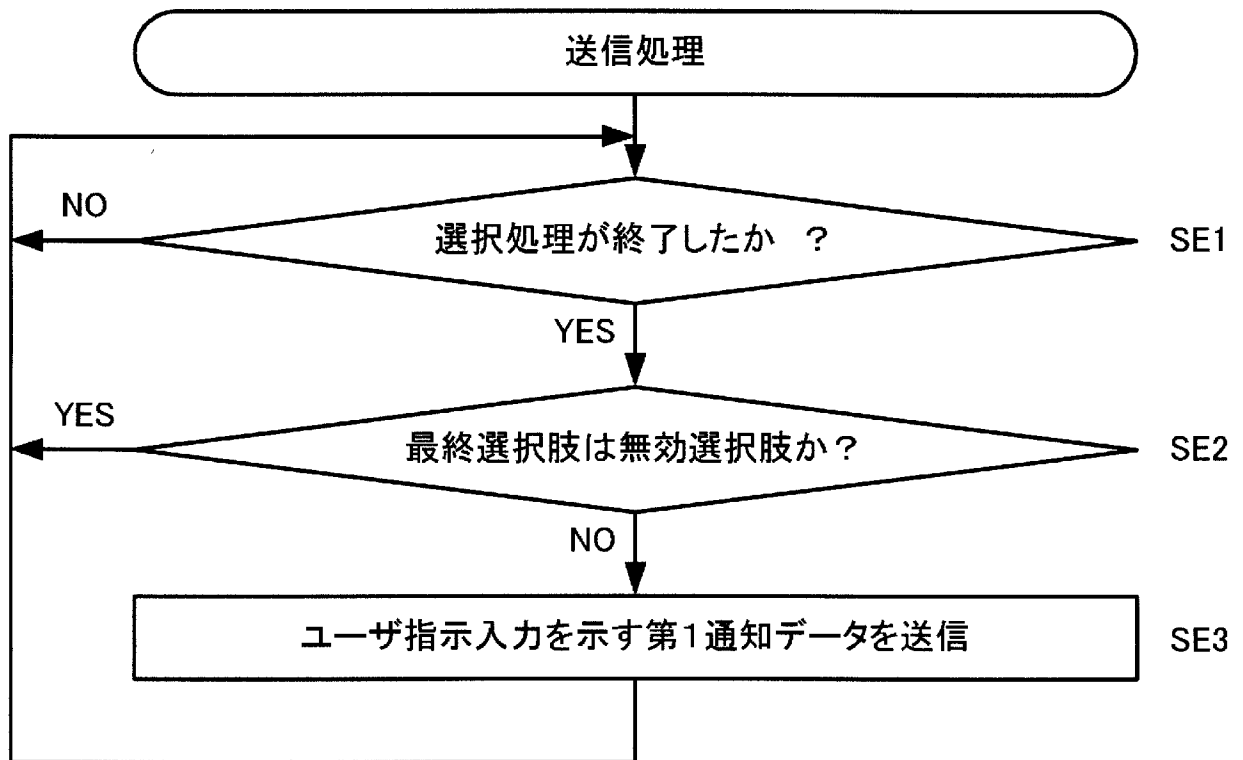 送信処理
NO
選択処理が終了したか ?
SE1
YES
YES
最終選択肢は無効選択肢か?
SE2
NO
ユーザ指示入力を示す第1通知データを送信
SE3